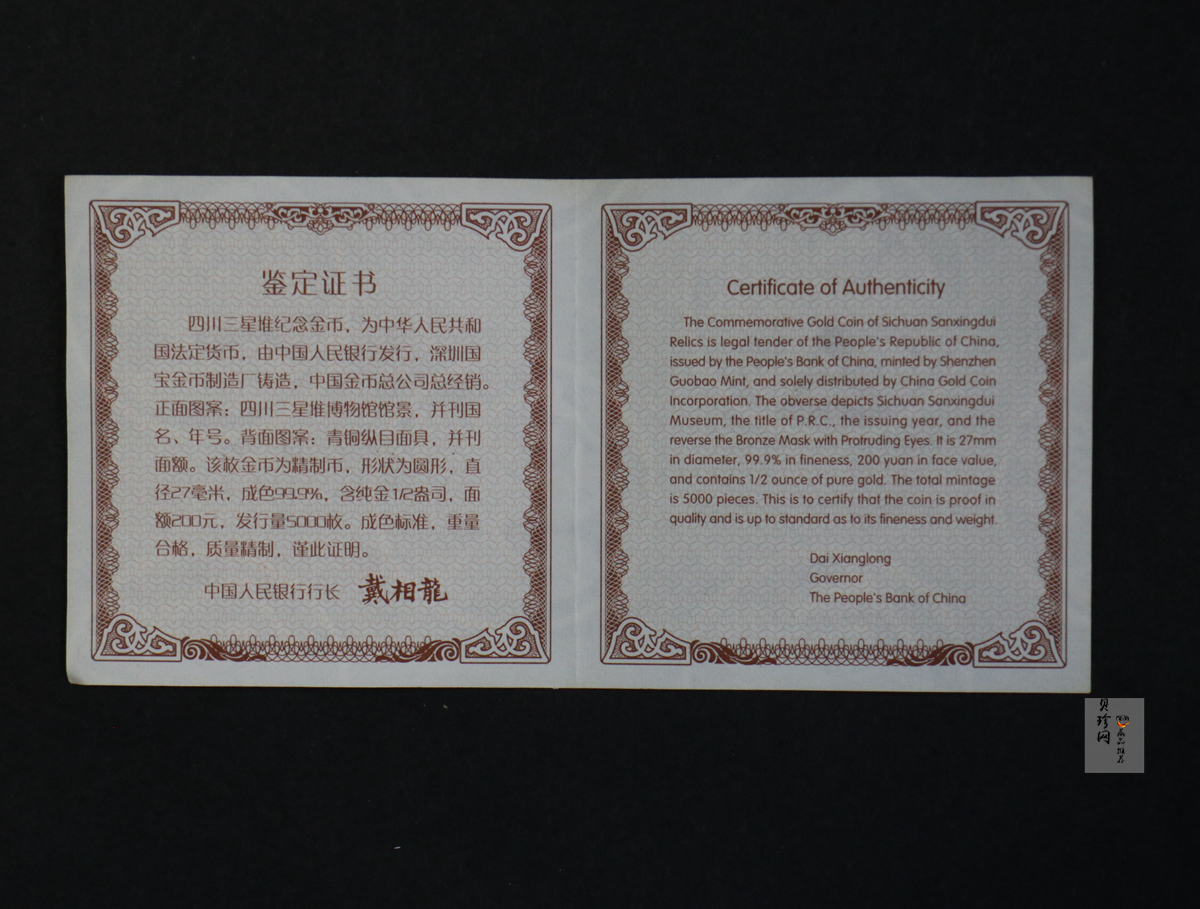 鉴定证书
四川三星堆纪念金币，为中华人民共和
国法定货币，由中国人民银行发行，深圳国
宝金币制造厂铸造，中国金币总公司总经销。
正面图案：四川三星堆博物馆馆景，并刊国
名、年号。背面图案：青铜纵目面具，并刊
面额。该枚金币为精制币，形状为圆形，直
径27毫米，成色99.9%，含纯金1/2盎司，面
额200元，发行量5000枚。成色标准，重量
合格，质量精制，谨此证明。
中国人民银行行长 戴相龍
Certificate of Authenticity
The Commemorative Gold Coin of Sichuan Sanxingdui
Relics is legal tender of the People's Republic of China,
issued by the People's Bank of China, minted by Shenzhen
Guobao Mint, and solely distributed by China Gold Coin
Incorporation. The obverse depicts Sichuan Sanxingdui
Museum, the title of P.R.C., the issuing year, and the
reverse the Bronze Mask with Protruding Eyes. It is 27mm
in diameter, 99.9% in fineness, 200 yuan in face value,
and contains 1/2 ounce of pure gold. The total mintage
is 5000 pieces. This is to certify that the coin is proof in
quality and is up to standard as to its fineness and weight.
Dai Xianglong
Governor
The People's Bank of China
贝珍网
藏品推荐